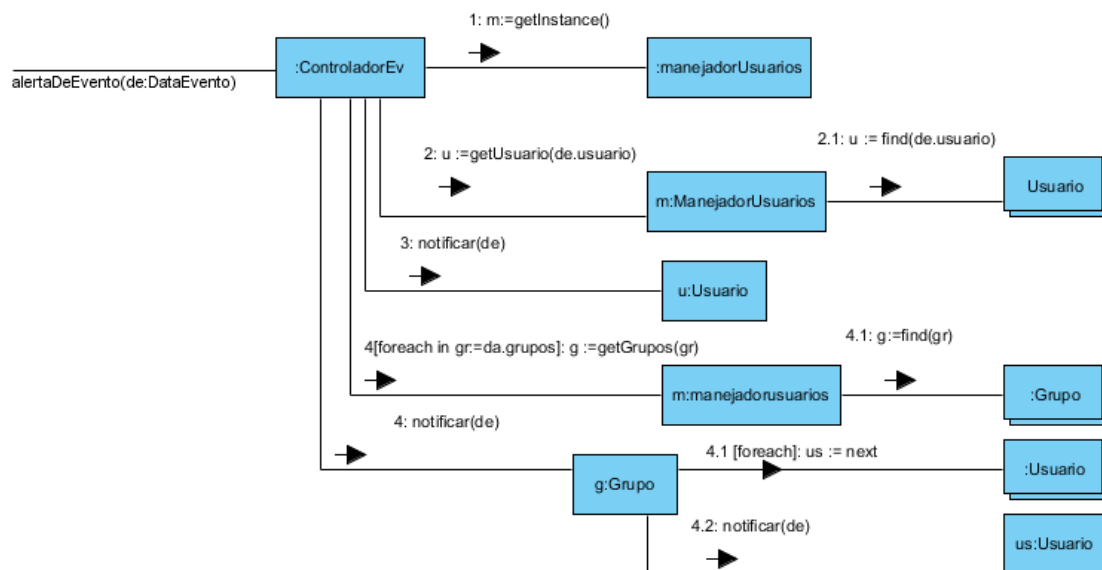 1: m:=getInstance()
:ControladorEv
:manejadorUsuarios
alertaDeEvento(de:DataEvento)
2: u :=getUsuario(de.usuario)
2.1: u := find(de.usuario)
m:ManejadorUsuarios
Usuario
3: notificar(de)
u:Usuario
4[foreach in gr:=da.grupos]: g :=getGrupos(gr)
4.1: g:=find(gr)
m:manejadorusuarios
:Grupo
4: notificar(de)
4.1 [foreach]: us := next
g:Grupo
:Usuario
4.2: notificar(de)
us:Usuario